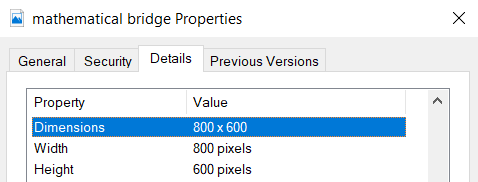 mathematical bridge Properties
General Security Details Previous Versions
Property Value
Dimensions 800 x 600
Width 800 pixels
Height 600 pixels